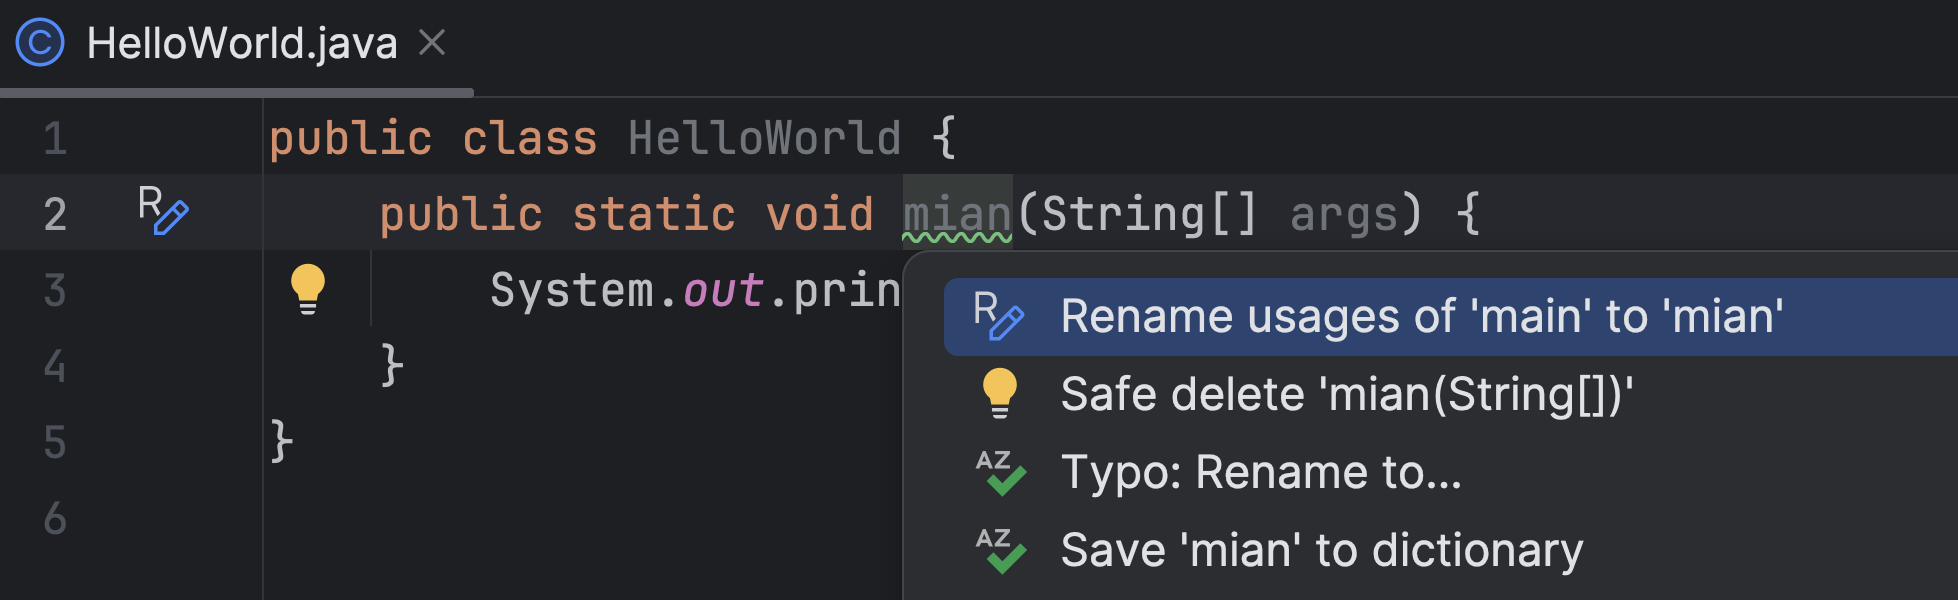 HelloWorld.java
1 public class HelloWorld {
2 public static void mian(String[] args) {
3 System.out.prin
4 }
5 }
6
Rename usages of 'main' to 'mian'
Safe delete 'mian(String[])'
Typo: Rename to...
Save 'mian' to dictionary